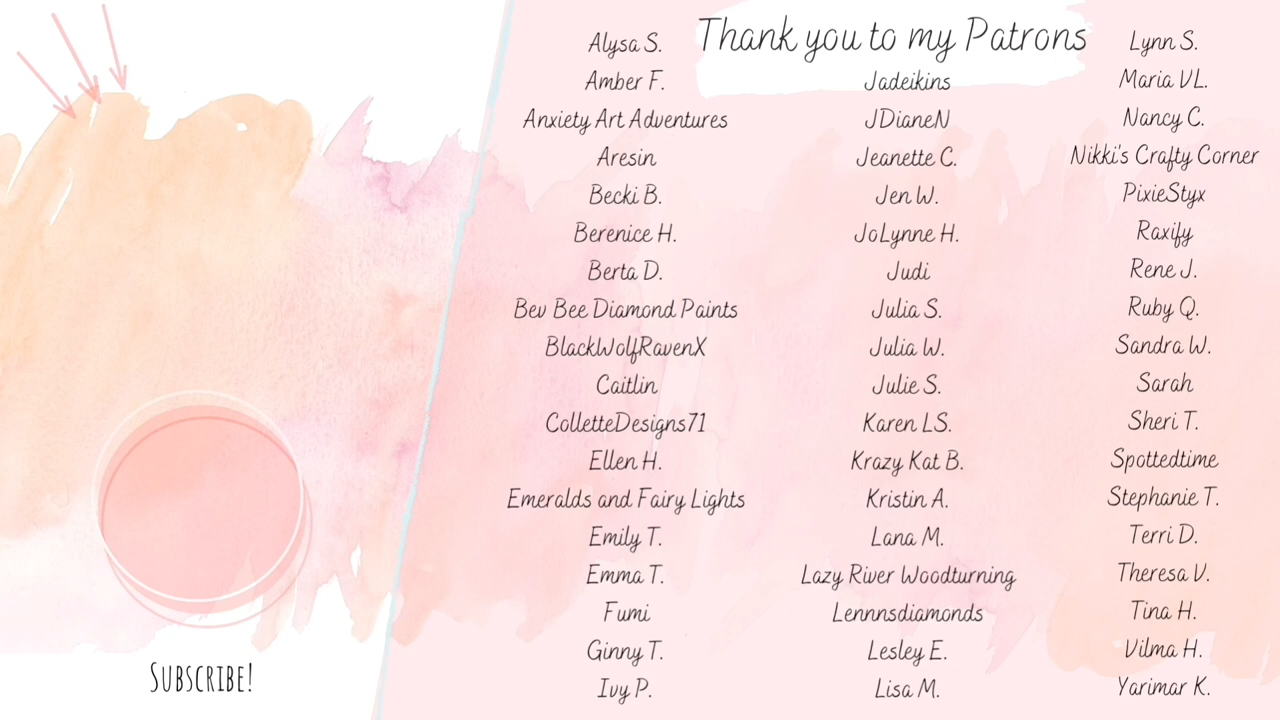 Thank you to my Patrons
Alysa S.
Amber F.
Anxiety Art Adventures
Aresin
Becki B.
Berenice H.
Berta D.
Bev Bee Diamond Paints
BlackWolfRavenX
Caitlin
ColletteDesigns71
Ellen H.
Emeralds and Fairy Lights
Emily T.
Emma T.
Fumi
Ginny T.
Ivy P.
Jadeikins
JDianeN
Jeanette C.
Jen W.
JoLynne H.
Judi
Julia S.
Julia W.
Julie S.
Karen LS.
Krazy Kat B.
Kristin A.
Lana M.
Lazy River Woodturning
Lennnsdiamonds
Lesley E.
Lisa M.
Lynn S.
Maria VL.
Nancy C.
Nikki's Crafty Corner
PixieStyx
Raxify
Rene J.
Ruby Q.
Sandra W.
Sarah
Sheri T.
Spottedtime
Stephanie T.
Terri D.
Theresa V.
Tina H.
Vilma H.
Yarimar K.
SUBSCRIBE!